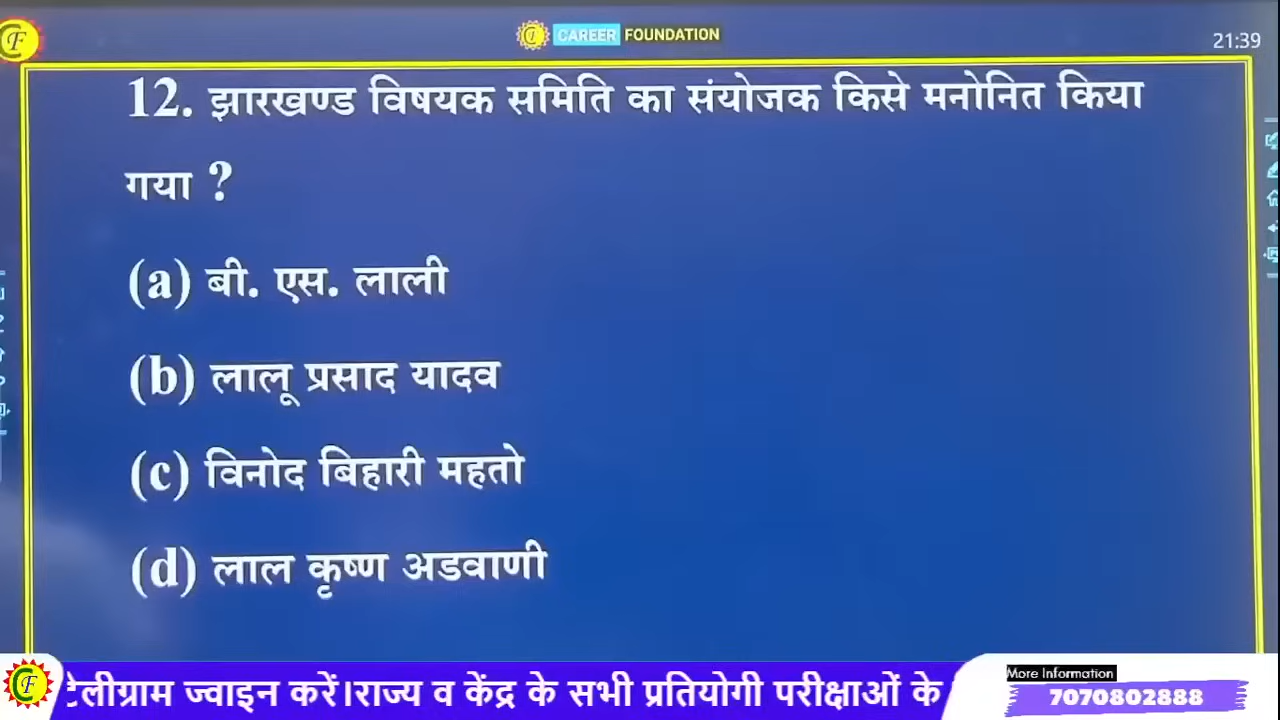 CAREER FOUNDATION
21:39
12. झारखण्ड विषयक समिति का संयोजक किसे मनोनित किया
गया ?
(a) बी. एस. लाली
(b) लालू प्रसाद यादव
(c) विनोद बिहारी महतो
(d) लाल कृष्ण अडवाणी
टेलीग्राम ज्वाइन करें।राज्य व केंद्र के सभी प्रतियोगी परीक्षाओं के
More Information
7070802888